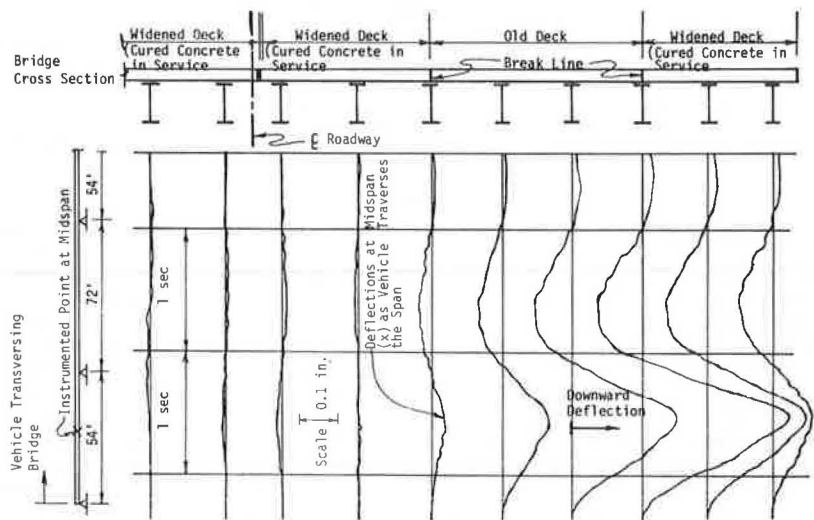 Widened Deck
(Cured Concrete in
Service
Widened Deck
(Cured Concrete in
Service
Old Deck
Widened Deck
(Cured Concrete in
Service
Bridge
Cross Section
Break Line
℄ Roadway
54'
72'
54'
Instrumented Point at Midspan
Vehicle Transversing
Bridge
1 sec
1 sec
Scale 0.1 in.
Deflections at Midspan
(x) as Vehicle Traverses
the Span
Downward
Deflection